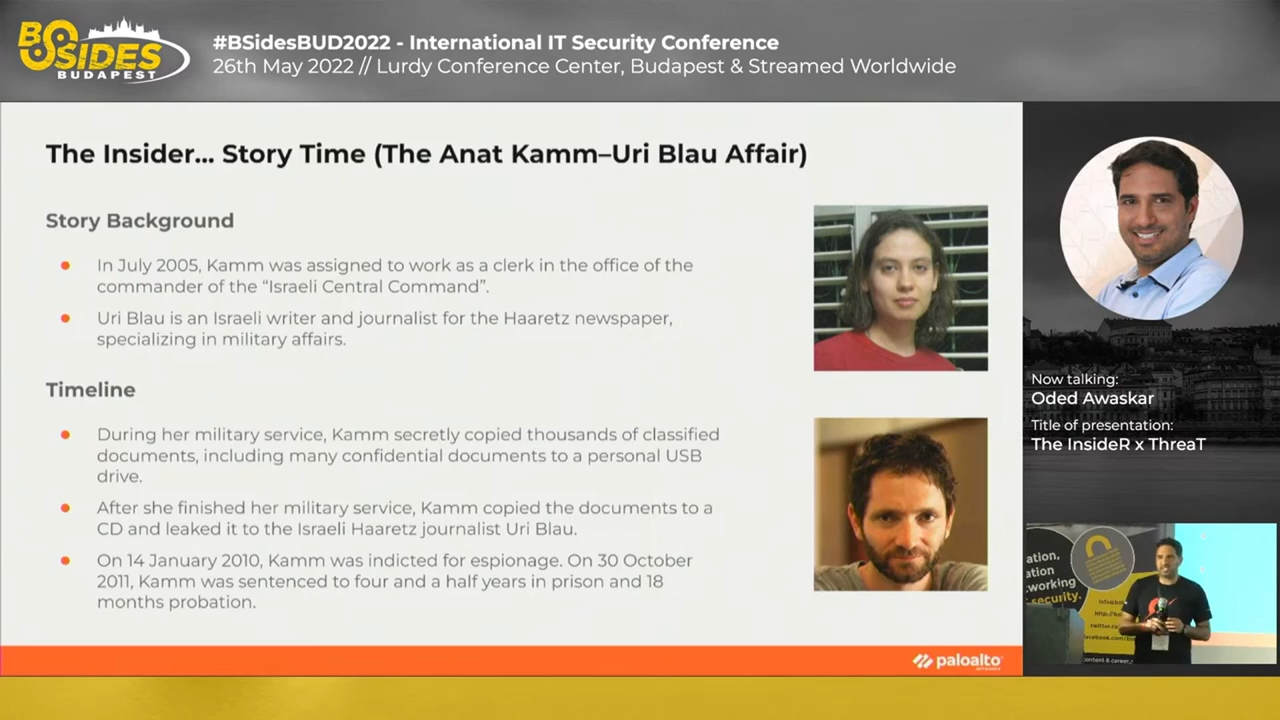 BSIDES
BUDAPEST
#BSidesBUD2022 - International IT Security Conference
26th May 2022 // Lurdy Conference Center, Budapest & Streamed Worldwide
The Insider... Story Time (The Anat Kamm–Uri Blau Affair)
Story Background
In July 2005, Kamm was assigned to work as a clerk in the office of the
commander of the “Israeli Central Command”.
Uri Blau is an Israeli writer and journalist for the Haaretz newspaper,
specializing in military affairs.
Timeline
During her military service, Kamm secretly copied thousands of classified
documents, including many confidential documents to a personal USB
drive.
After she finished her military service, Kamm copied the documents to a
CD and leaked it to the Israeli Haaretz journalist Uri Blau.
On 14 January 2010, Kamm was indicted for espionage. On 30 October
2011, Kamm was sentenced to four and a half years in prison and 18
months probation.
paloalto
NETWORKS
Now talking:
Oded Awaskar
Title of presentation:
The InsideR x ThreaT
security.
content & career